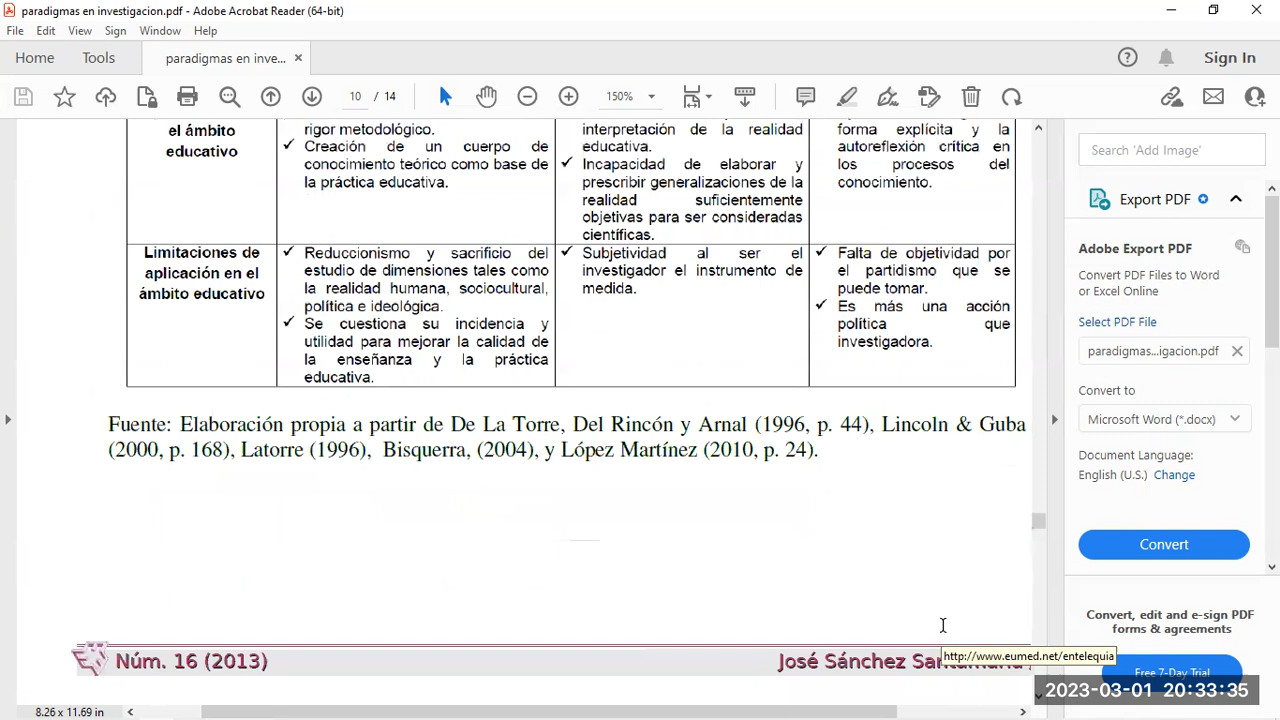 paradigmas en investigacion.pdf - Adobe Acrobat Reader (64-bit)
File Edit View Sign Window Help
Home Tools paradigmas en inve... × Sign In
10 / 14 150%
el ámbito
educativo
rigor metodológico.
✓ Creación de un cuerpo de
conocimiento teórico como base de
la práctica educativa.
interpretación de la realidad
educativa.
✓ Incapacidad de elaborar y
prescribir generalizaciones de la
realidad suficientemente
objetivas para ser consideradas
científicas.
forma explícita y la
autoreflexión crítica en
los procesos del
conocimiento.
Limitaciones de
aplicación en el
ámbito educativo
✓ Reduccionismo y sacrificio del
estudio de dimensiones tales como
la realidad humana, sociocultural,
política e ideológica.
✓ Se cuestiona su incidencia y
utilidad para mejorar la calidad de
la enseñanza y la práctica
educativa.
✓ Subjetividad al ser el
investigador el instrumento de
medida.
✓ Falta de objetividad por
el partidismo que se
puede tomar.
✓ Es más una acción
política que
investigadora.
Fuente: Elaboración propia a partir de De La Torre, Del Rincón y Arnal (1996, p. 44), Lincoln & Guba
(2000, p. 168), Latorre (1996), Bisquerra, (2004), y López Martínez (2010, p. 24).
Núm. 16 (2013) José Sánchez
http://www.eumed.net/entelequia
8.26 x 11.69 in
Search 'Add Image'
Export PDF
Adobe Export PDF
Convert PDF Files to Word
or Excel Online
Select PDF File
paradigmas...igacion.pdf
Convert to
Microsoft Word (*.docx)
Document Language:
English (U.S.) Change
Convert
Convert, edit and e-sign PDF
forms & agreements
Free 7-Day Trial
2023-03-01 20:33:35